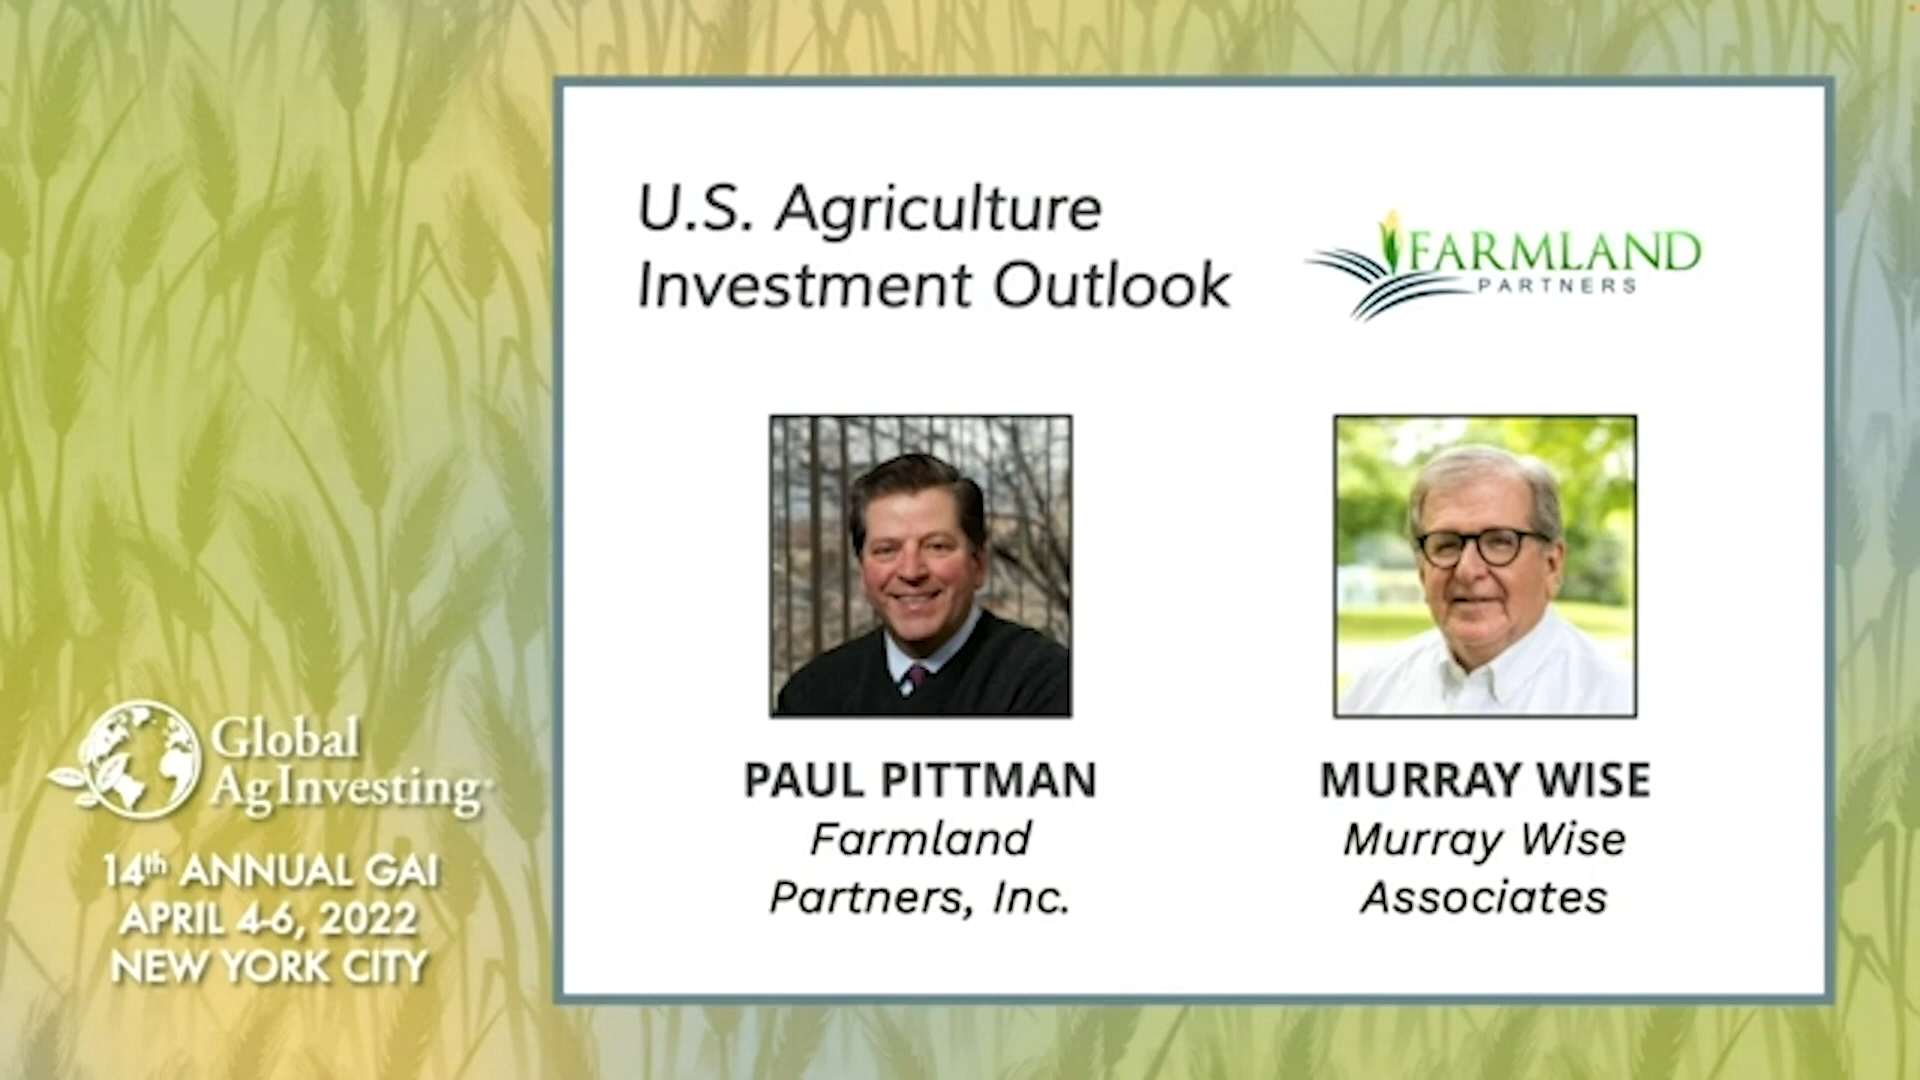 U.S. Agriculture
Investment Outlook
FARMLAND
PARTNERS
PAUL PITTMAN
Farmland
Partners, Inc.
MURRAY WISE
Murray Wise
Associates
Global
AgInvesting
14th ANNUAL GAI
APRIL 4-6, 2022
NEW YORK CITY